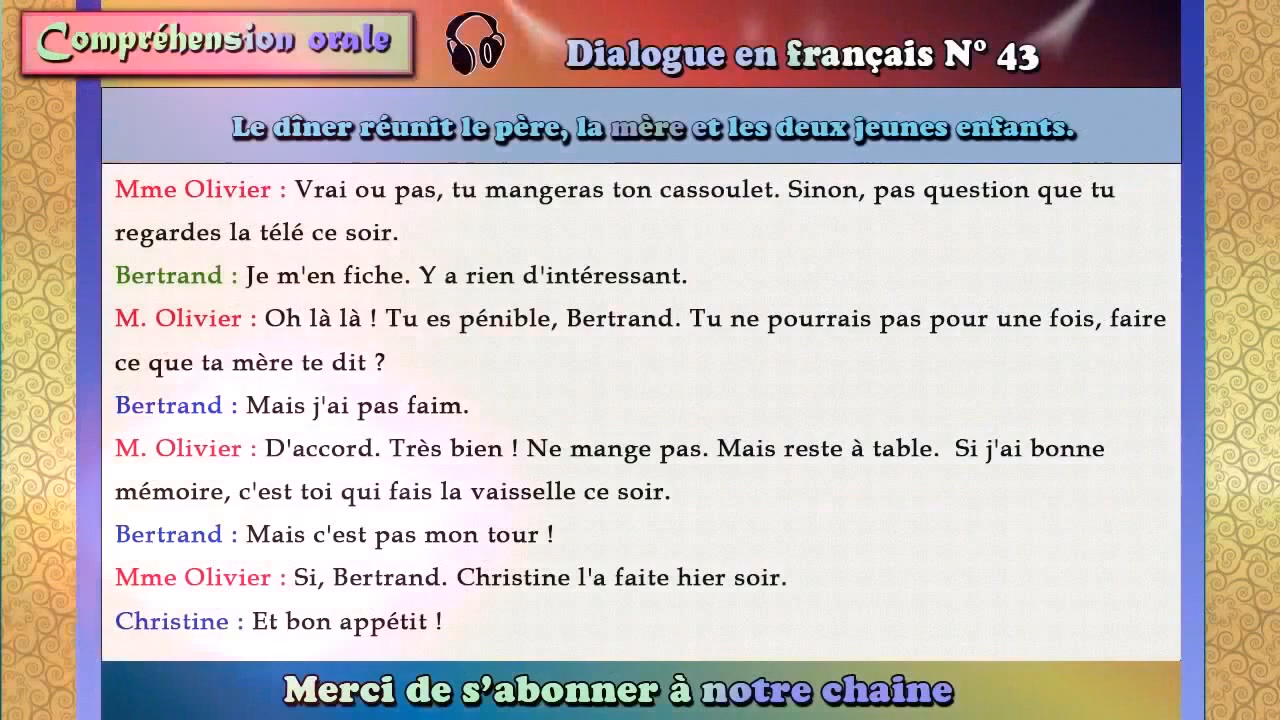 Compréhension orale
Dialogue en français N° 43
Le dîner réunit le père, la mère et les deux jeunes enfants.
Mme Olivier : Vrai ou pas, tu mangeras ton cassoulet. Sinon, pas question que tu
regardes la télé ce soir.
Bertrand : Je m'en fiche. Y a rien d'intéressant.
M. Olivier : Oh là là ! Tu es pénible, Bertrand. Tu ne pourrais pas pour une fois, faire
ce que ta mère te dit ?
Bertrand : Mais j'ai pas faim.
M. Olivier : D'accord. Très bien ! Ne mange pas. Mais reste à table.  Si j'ai bonne
mémoire, c'est toi qui fais la vaisselle ce soir.
Bertrand : Mais c'est pas mon tour !
Mme Olivier : Si, Bertrand. Christine l'a faite hier soir.
Christine : Et bon appétit !
Merci de s’abonner à notre chaine